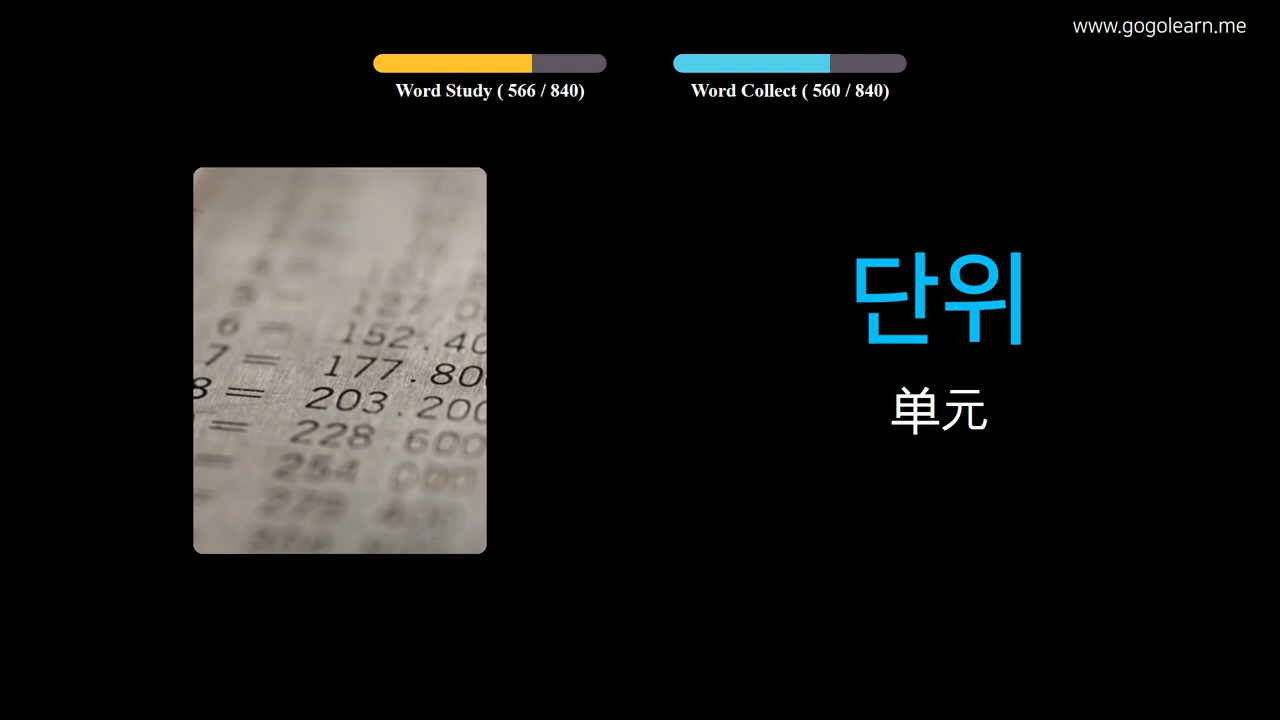 www.gogolearn.me
Word Study ( 566 / 840)
Word Collect ( 560 / 840)
단위
单元
6 = 152.40
7 = 177.80
8 = 203.200
= 228.600
254